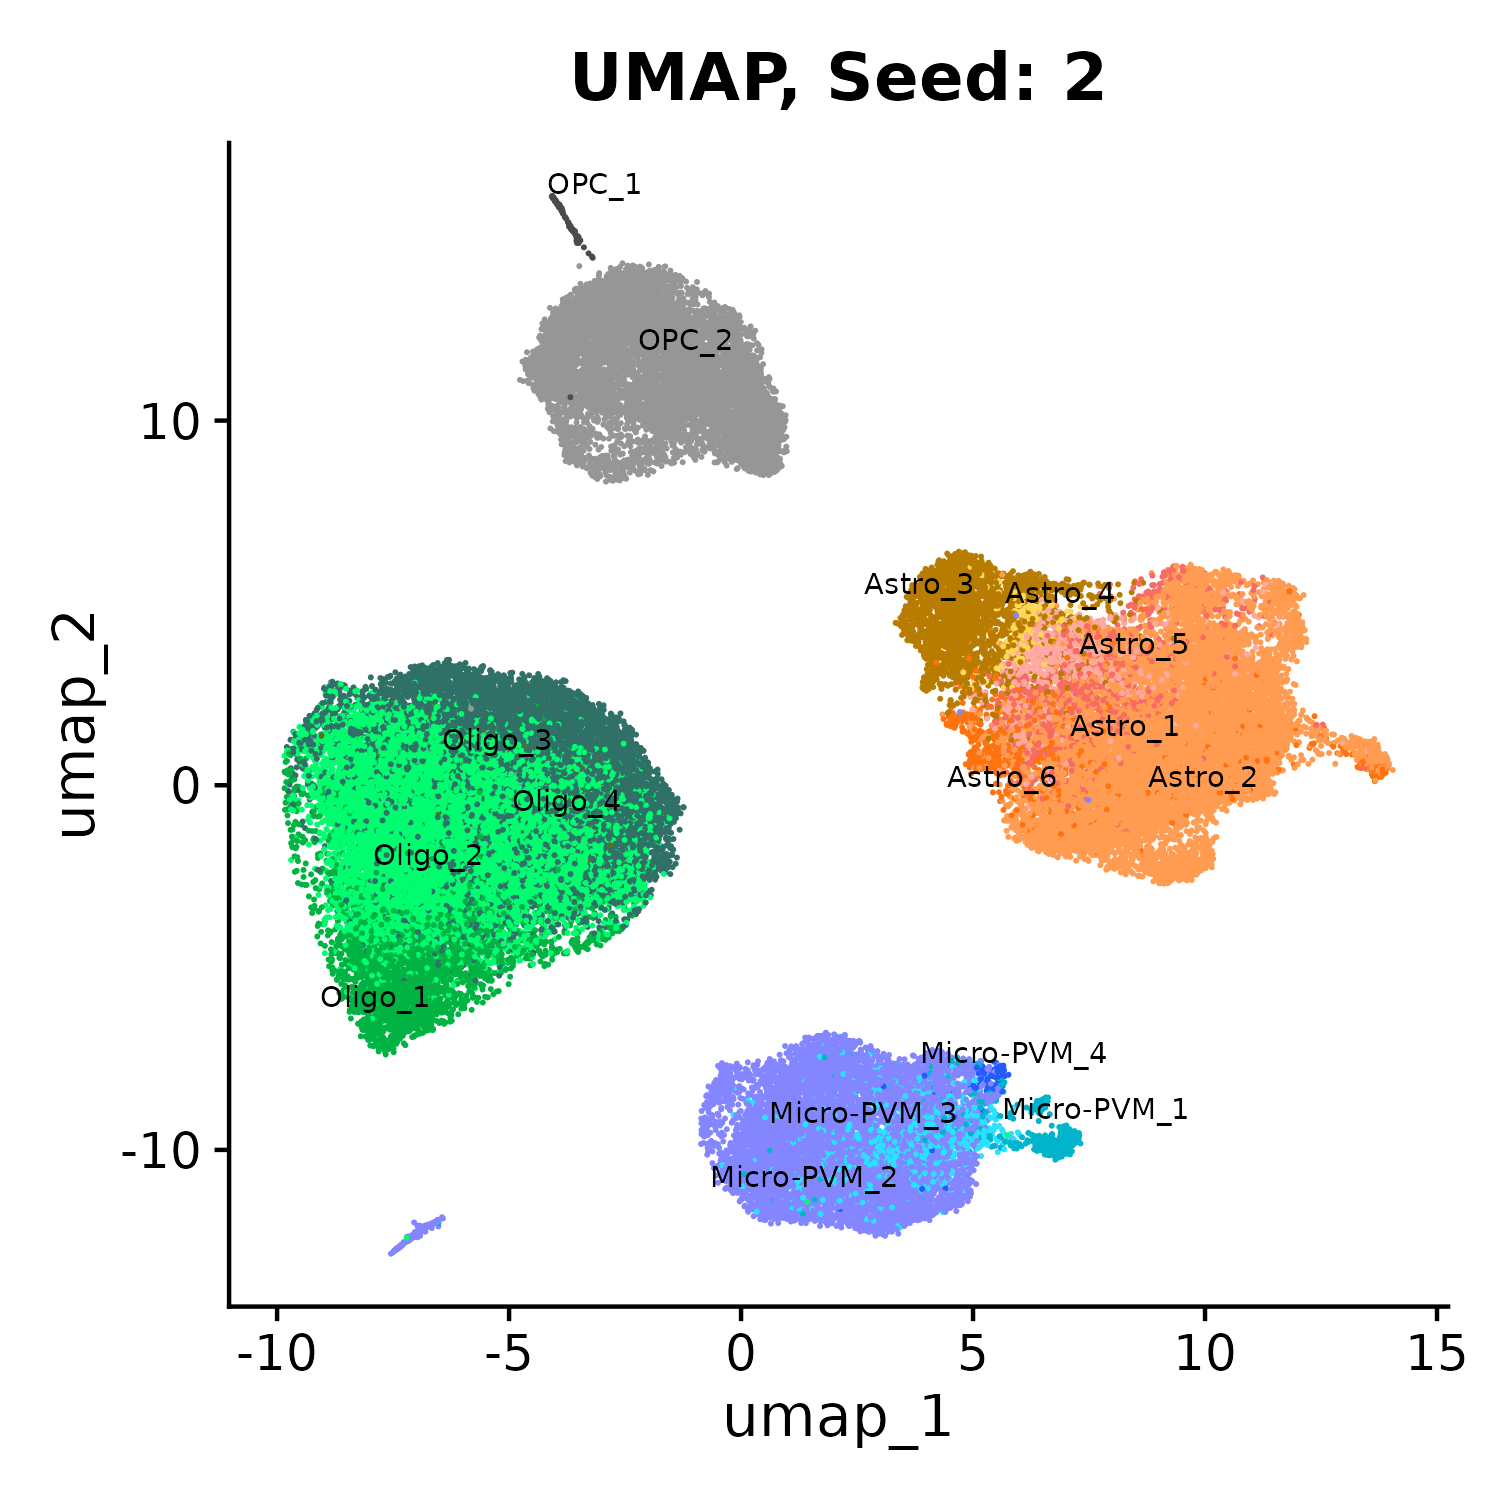 UMAP, Seed: 2
OPC_1
OPC_2
10
Astro_3
Astro_4
Astro_5
umap_2
Oligo_3
Astro_1
0
Astro_6
Astro_2
Oligo_4
Oligo_2
Oligo_1
Micro-PVM_4
Micro-PVM_3
Micro-PVM_1
-10
Micro-PVM_2
-10 -5 0 5 10 15
umap_1